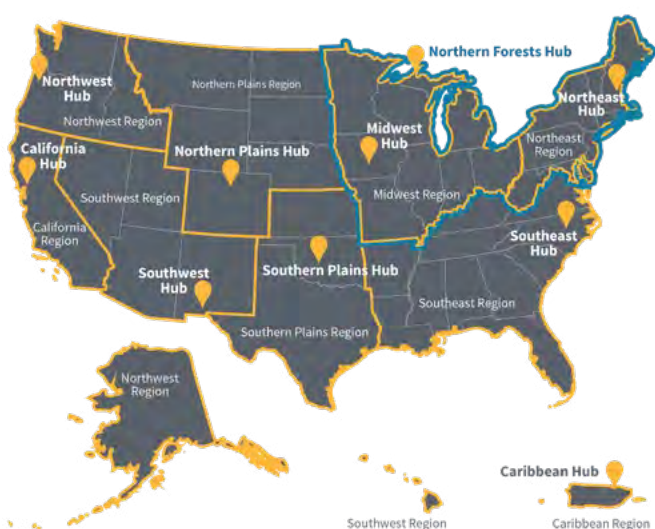 Northern Forests Hub
Northwest
Hub
Northern Plains Region
Northeast
Hub
Northwest Region
Midwest
Hub
Northeast
Region
California
Hub
Northern Plains Hub
Southwest Region
Midwest Region
California
Region
Southeast
Hub
Southwest
Hub
Southern Plains Hub
Southeast Region
Southern Plains Region
Northwest
Region
Caribbean Hub
Southwest Region
Caribbean Region